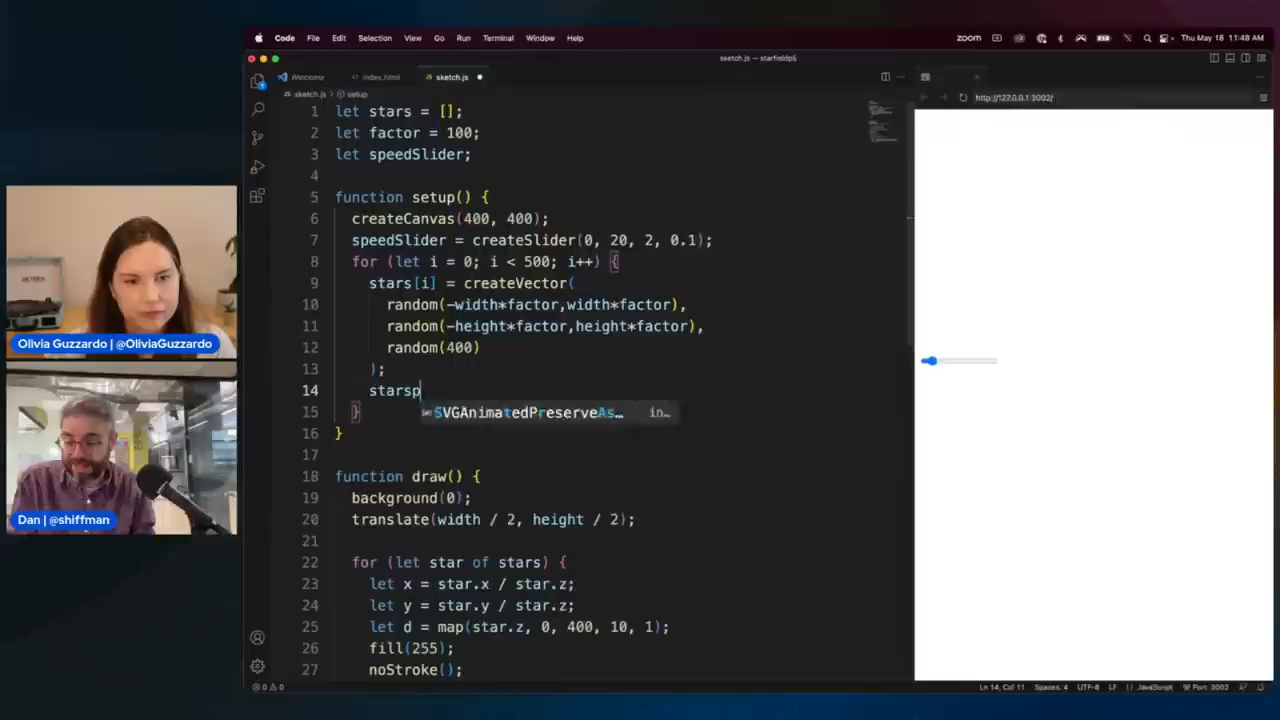 Code File Edit Selection View Go Run Terminal Window Help
zoom Thu May 18 11:48 AM
sketch.js — starfieldp5
Welcome index.html sketch.js
sketch.js > setup
http://127.0.0.1:3002/
1 let stars = [];
2 let factor = 100;
3 let speedSlider;
4
5 function setup() {
6 createCanvas(400, 400);
7 speedSlider = createSlider(0, 20, 2, 0.1);
8 for (let i = 0; i < 500; i++) {
9 stars[i] = createVector(
10 random(-width*factor,width*factor),
11 random(-height*factor,height*factor),
12 random(400)
13 );
14 starsp
SVGAnimatedPreserveAs… in…
15 }
16 }
17
18 function draw() {
19 background(0);
20 translate(width / 2, height / 2);
21
22 for (let star of stars) {
23 let x = star.x / star.z;
24 let y = star.y / star.z;
25 let d = map(star.z, 0, 400, 10, 1);
26 fill(255);
27 noStroke();
Olivia Guzzardo | @OliviaGuzzardo
Dan | @shiffman
0 0 Ln 14, Col 11 Spaces: 4 UTF-8 LF {} JavaScript Port: 3002